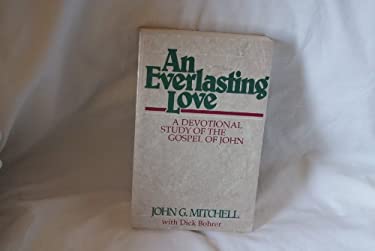 An
Everlasting
Love
A DEVOTIONAL
STUDY OF THE
GOSPEL OF JOHN
JOHN G. MITCHELL
with Dick Bohrer